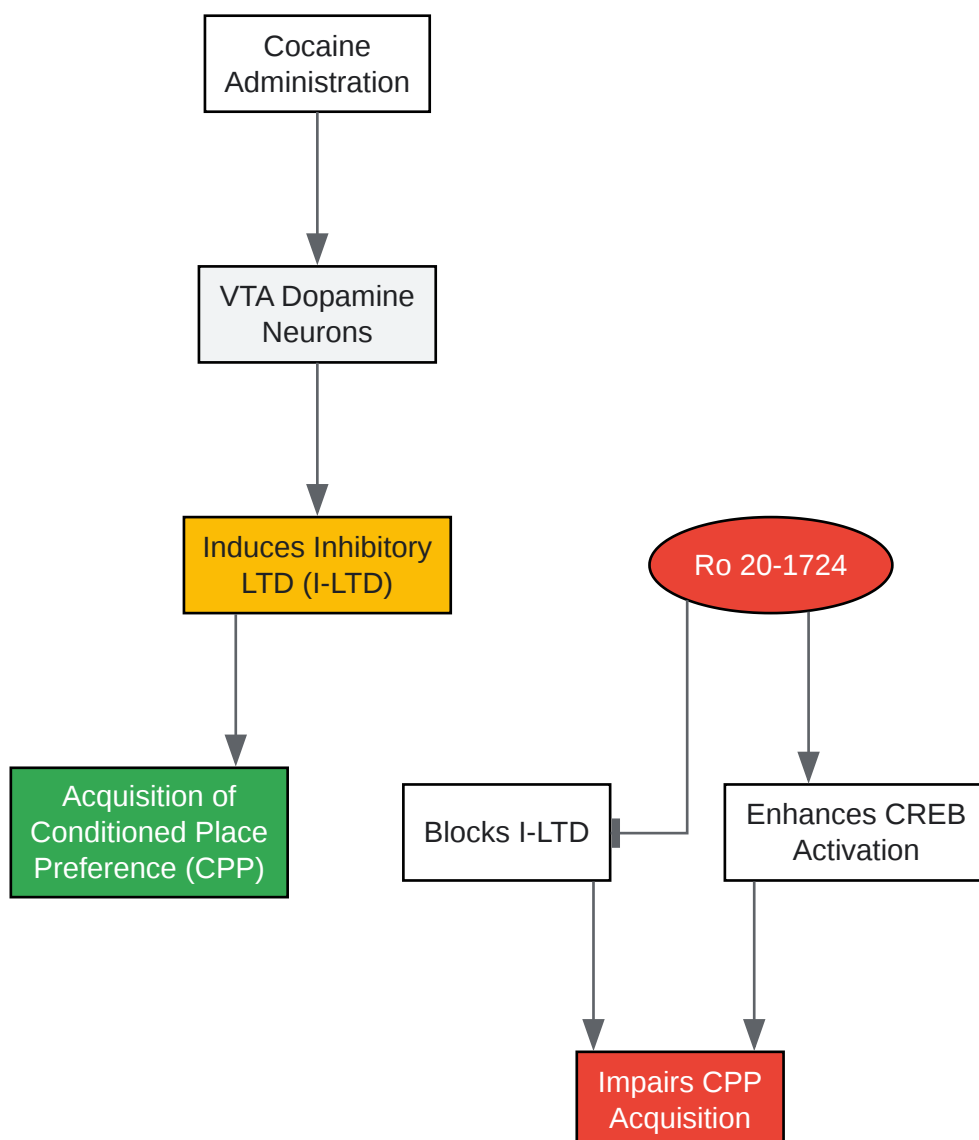 Cocaine
Administration
VTA Dopamine
Neurons
Induces Inhibitory
LTD (I-LTD)
Ro 20-1724
Acquisition of
Conditioned Place
Preference (CPP)
Blocks I-LTD
Enhances CREB
Activation
Impairs CPP
Acquisition